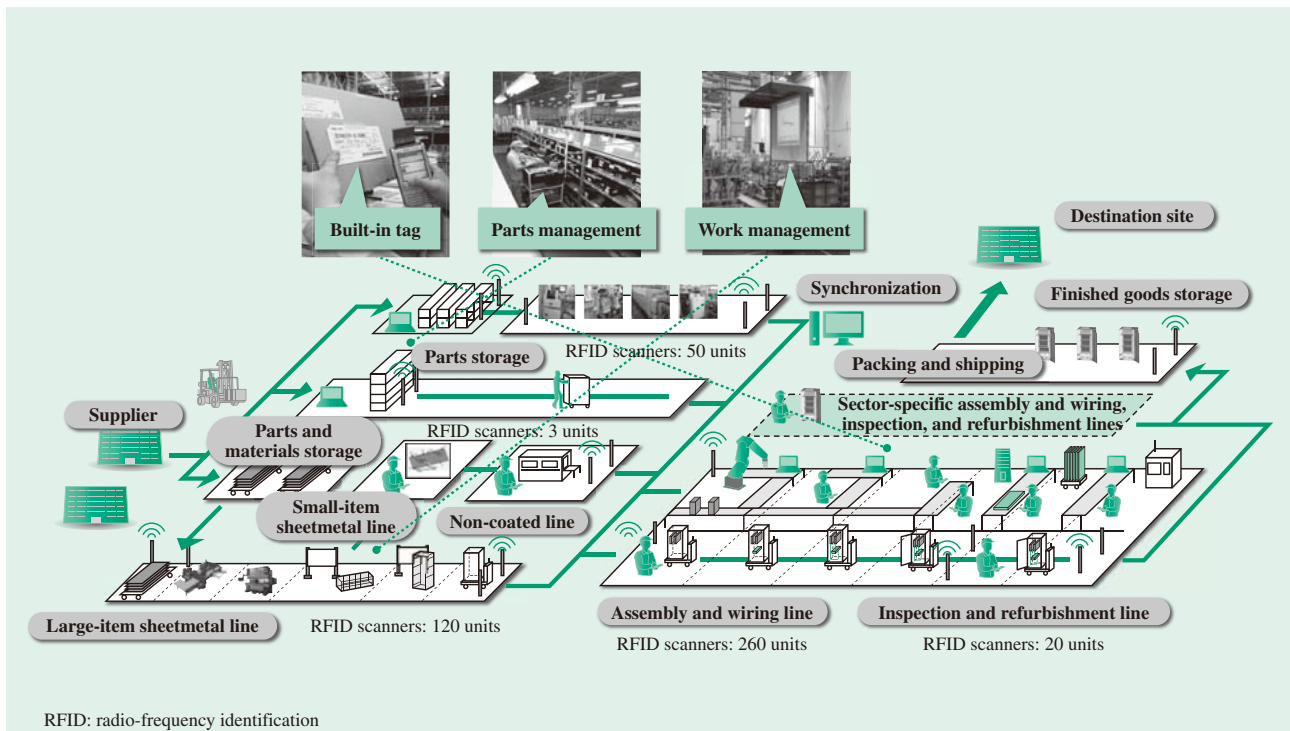 Built-in tag
Parts management
Work management
Destination site
Synchronization
Finished goods storage
Parts storage
RFID scanners: 50 units
Packing and shipping
Supplier
Parts and
materials storage
RFID scanners: 3 units
Sector-specific assembly and wiring,
inspection, and refurbishment lines
Small-item
sheetmetal line
Non-coated line
Large-item sheetmetal line
RFID scanners: 120 units
Assembly and wiring line
RFID scanners: 260 units
Inspection and refurbishment line
RFID scanners: 20 units
RFID: radio-frequency identification